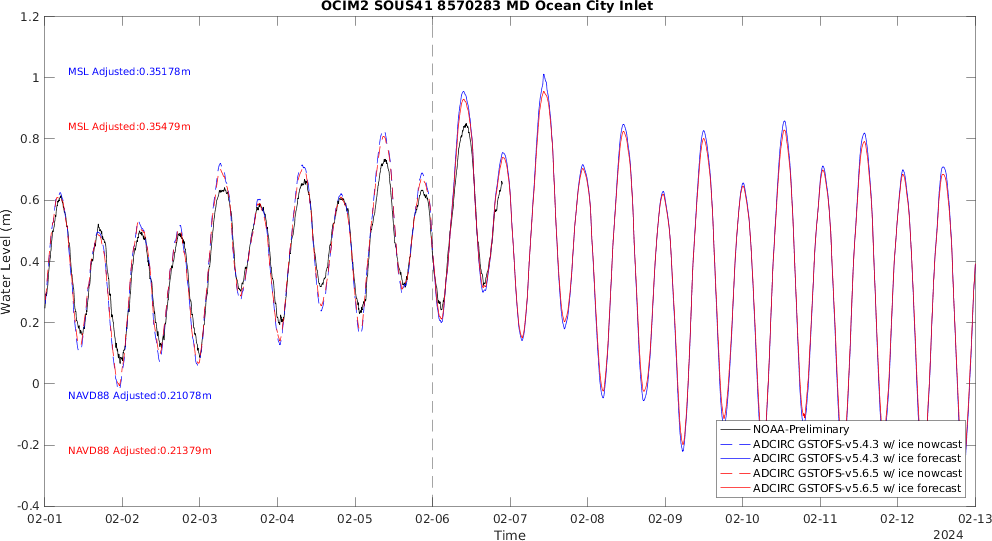 OCIM2 SOUS41 8570283 MD Ocean City Inlet
1.2
1
0.8
0.6
0.4
0.2
0
-0.2
-0.4
Water Level (m)
MSL Adjusted:0.35178m
MSL Adjusted:0.35479m
NAVD88 Adjusted:0.21078m
NAVD88 Adjusted:0.21379m
NOAA-Preliminary
ADCIRC GSTOFS-v5.4.3 w/ ice nowcast
ADCIRC GSTOFS-v5.4.3 w/ ice forecast
ADCIRC GSTOFS-v5.6.5 w/ ice nowcast
ADCIRC GSTOFS-v5.6.5 w/ ice forecast
02-01 02-02 02-03 02-04 02-05 02-06 02-07 02-08 02-09 02-10 02-11 02-12 02-13
Time
2024